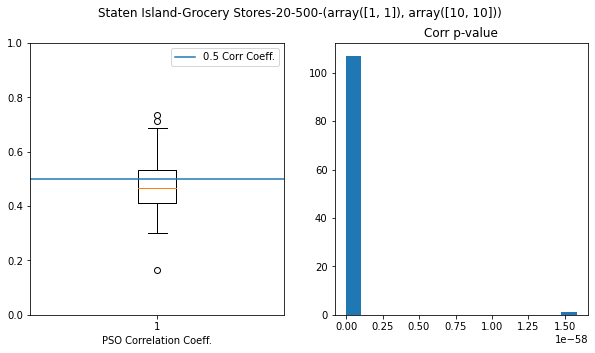 Staten Island-Grocery Stores-20-500-(array([1, 1]), array([10, 10]))
1.0
0.8
0.6
0.4
0.2
0.0
0.5 Corr Coeff.
1
PSO Correlation Coeff.
Corr p-value
100
80
60
40
20
0
0.00 0.25 0.50 0.75 1.00 1.25 1.50
1e−58